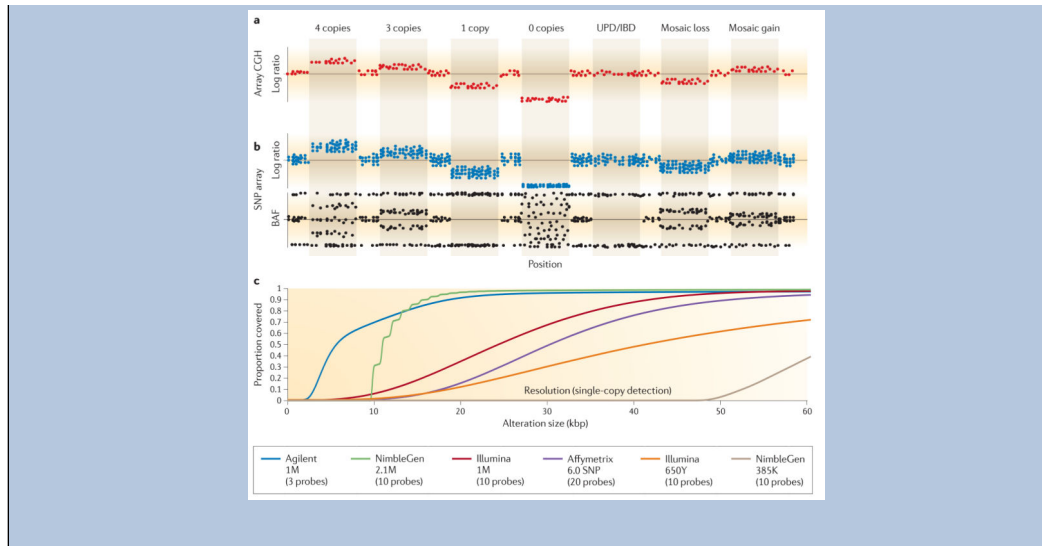 a
4 copies 3 copies 1 copy 0 copies UPD/IBD Mosaic loss Mosaic gain
Array CGH
Log ratio
b
SNP array
Log ratio
BAF
Position
c
Proportion covered
1
0.9
0.8
0.7
0.6
0.5
0.4
0.3
0.2
0.1
0
Resolution (single-copy detection)
0 10 20 30 40 50 60
Alteration size (kbp)
Agilent NimbleGen Illumina Affymetrix Illumina NimbleGen
1M 2.1M 1M 6.0 SNP 650Y 385K
(3 probes) (10 probes) (10 probes) (20 probes) (10 probes) (10 probes)